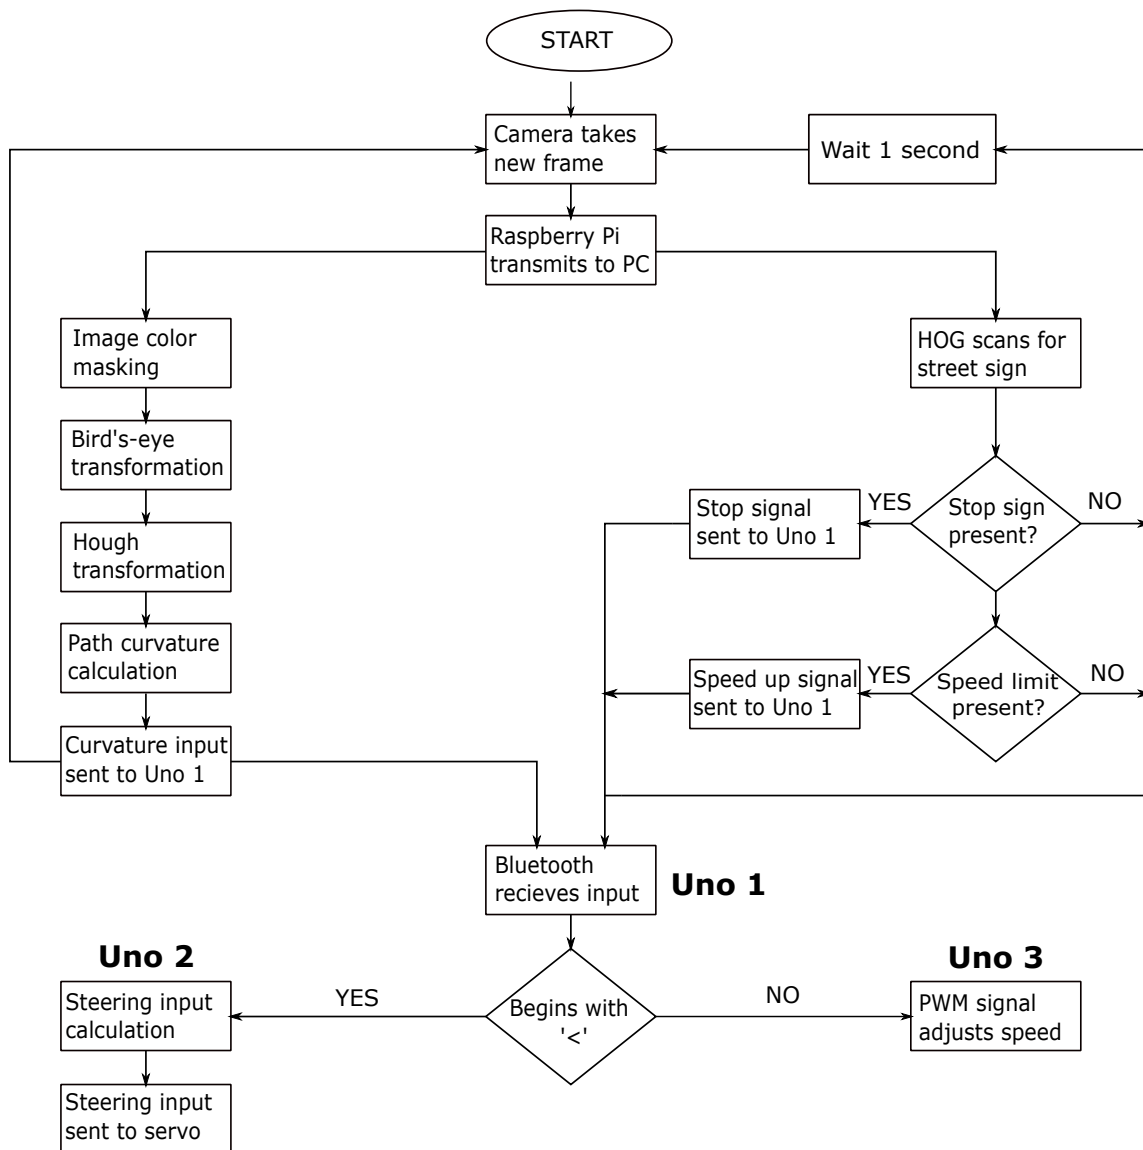 START
Camera takes
new frame
Wait 1 second
Raspberry Pi
transmits to PC
Image color
masking
HOG scans for
street sign
Bird's-eye
transformation
Stop signal
sent to Uno 1
YES
Stop sign
present?
NO
Hough
transformation
Path curvature
calculation
Speed up signal
sent to Uno 1
YES
Speed limit
present?
NO
Curvature input
sent to Uno 1
Bluetooth
recieves input
Uno 1
Uno 2
Steering input
calculation
YES
Begins with
'<'
NO
Uno 3
PWM signal
adjusts speed
Steering input
sent to servo